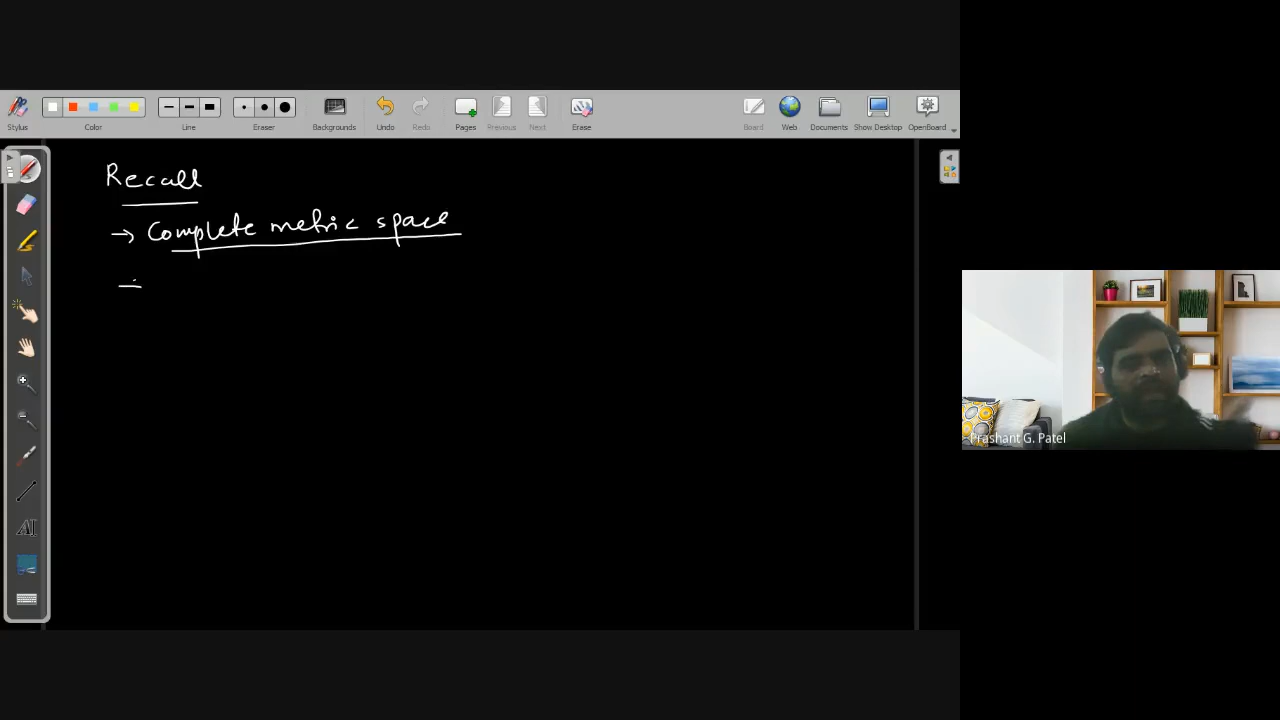 Stylus Color Line Eraser Backgrounds Undo Redo Pages Previous Next Erase Board Web Documents Show Desktop OpenBoard
Recall
→ Complete metric space
Prashant G. Patel